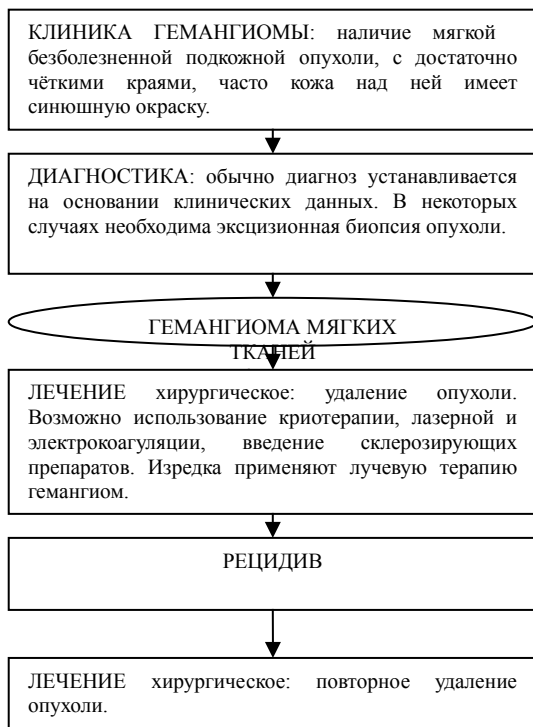 КЛИНИКА ГЕМАНГИОМЫ: наличие мягкой
безболезненной подкожной опухоли, с достаточно
чёткими краями, часто кожа над ней имеет
синюшную окраску.
ДИАГНОСТИКА: обычно диагноз устанавливается
на основании клинических данных. В некоторых
случаях необходима эксцизионная биопсия опухоли.
ГЕМАНГИОМА МЯГКИХ
ТКАНЕЙ
ЛЕЧЕНИЕ хирургическое: удаление опухоли.
Возможно использование криотерапии, лазерной и
электрокоагуляции, введение склерозирующих
препаратов. Изредка применяют лучевую терапию
гемангиом.
РЕЦИДИВ
ЛЕЧЕНИЕ хирургическое: повторное удаление
опухоли.